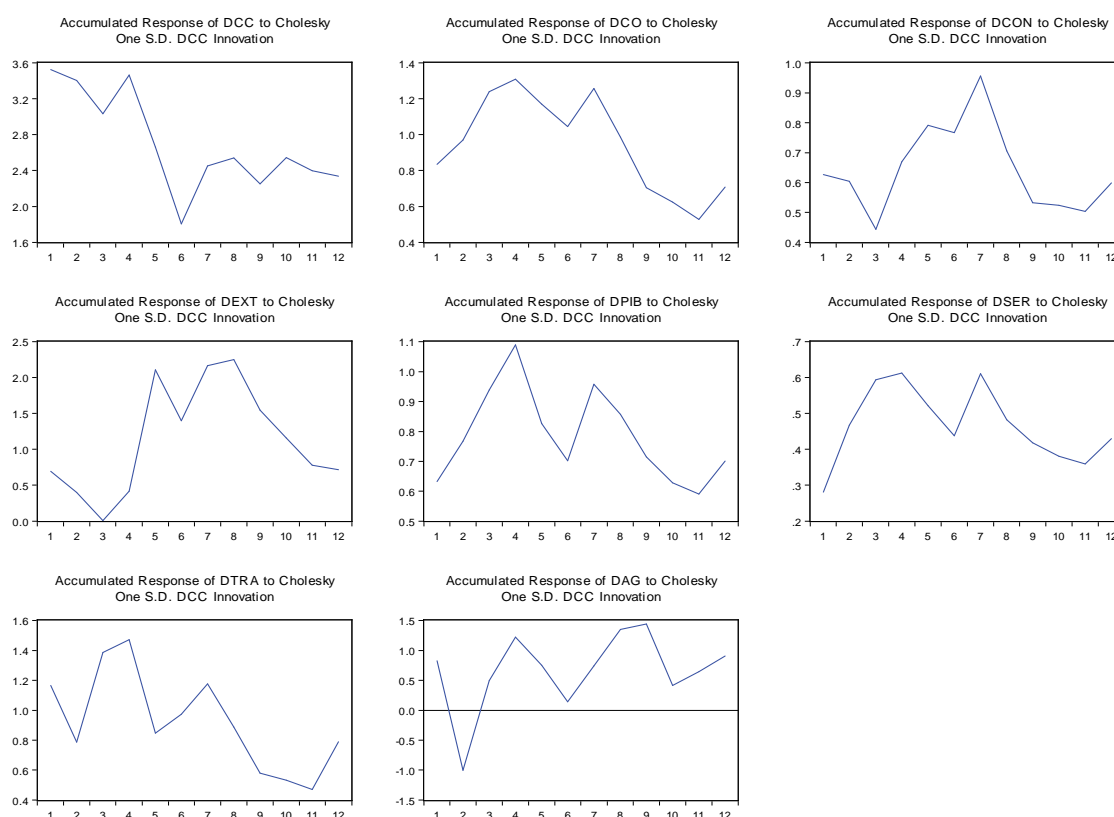 Accumulated Response of DCC to Cholesky
One S.D. DCC Innovation
3.6
3.2
2.8
2.4
2.0
1.6
1 2 3 4 5 6 7 8 9 10 11 12
Accumulated Response of DCO to Cholesky
One S.D. DCC Innovation
1.4
1.2
1.0
0.8
0.6
0.4
1 2 3 4 5 6 7 8 9 10 11 12
Accumulated Response of DCON to Cholesky
One S.D. DCC Innovation
1.0
0.9
0.8
0.7
0.6
0.5
0.4
1 2 3 4 5 6 7 8 9 10 11 12
Accumulated Response of DEXT to Cholesky
One S.D. DCC Innovation
2.5
2.0
1.5
1.0
0.5
0.0
1 2 3 4 5 6 7 8 9 10 11 12
Accumulated Response of DPIB to Cholesky
One S.D. DCC Innovation
1.1
1.0
0.9
0.8
0.7
0.6
0.5
1 2 3 4 5 6 7 8 9 10 11 12
Accumulated Response of DSER to Cholesky
One S.D. DCC Innovation
.7
.6
.5
.4
.3
.2
1 2 3 4 5 6 7 8 9 10 11 12
Accumulated Response of DTRA to Cholesky
One S.D. DCC Innovation
1.6
1.4
1.2
1.0
0.8
0.6
0.4
1 2 3 4 5 6 7 8 9 10 11 12
Accumulated Response of DAG to Cholesky
One S.D. DCC Innovation
1.5
1.0
0.5
0.0
-0.5
-1.0
-1.5
1 2 3 4 5 6 7 8 9 10 11 12